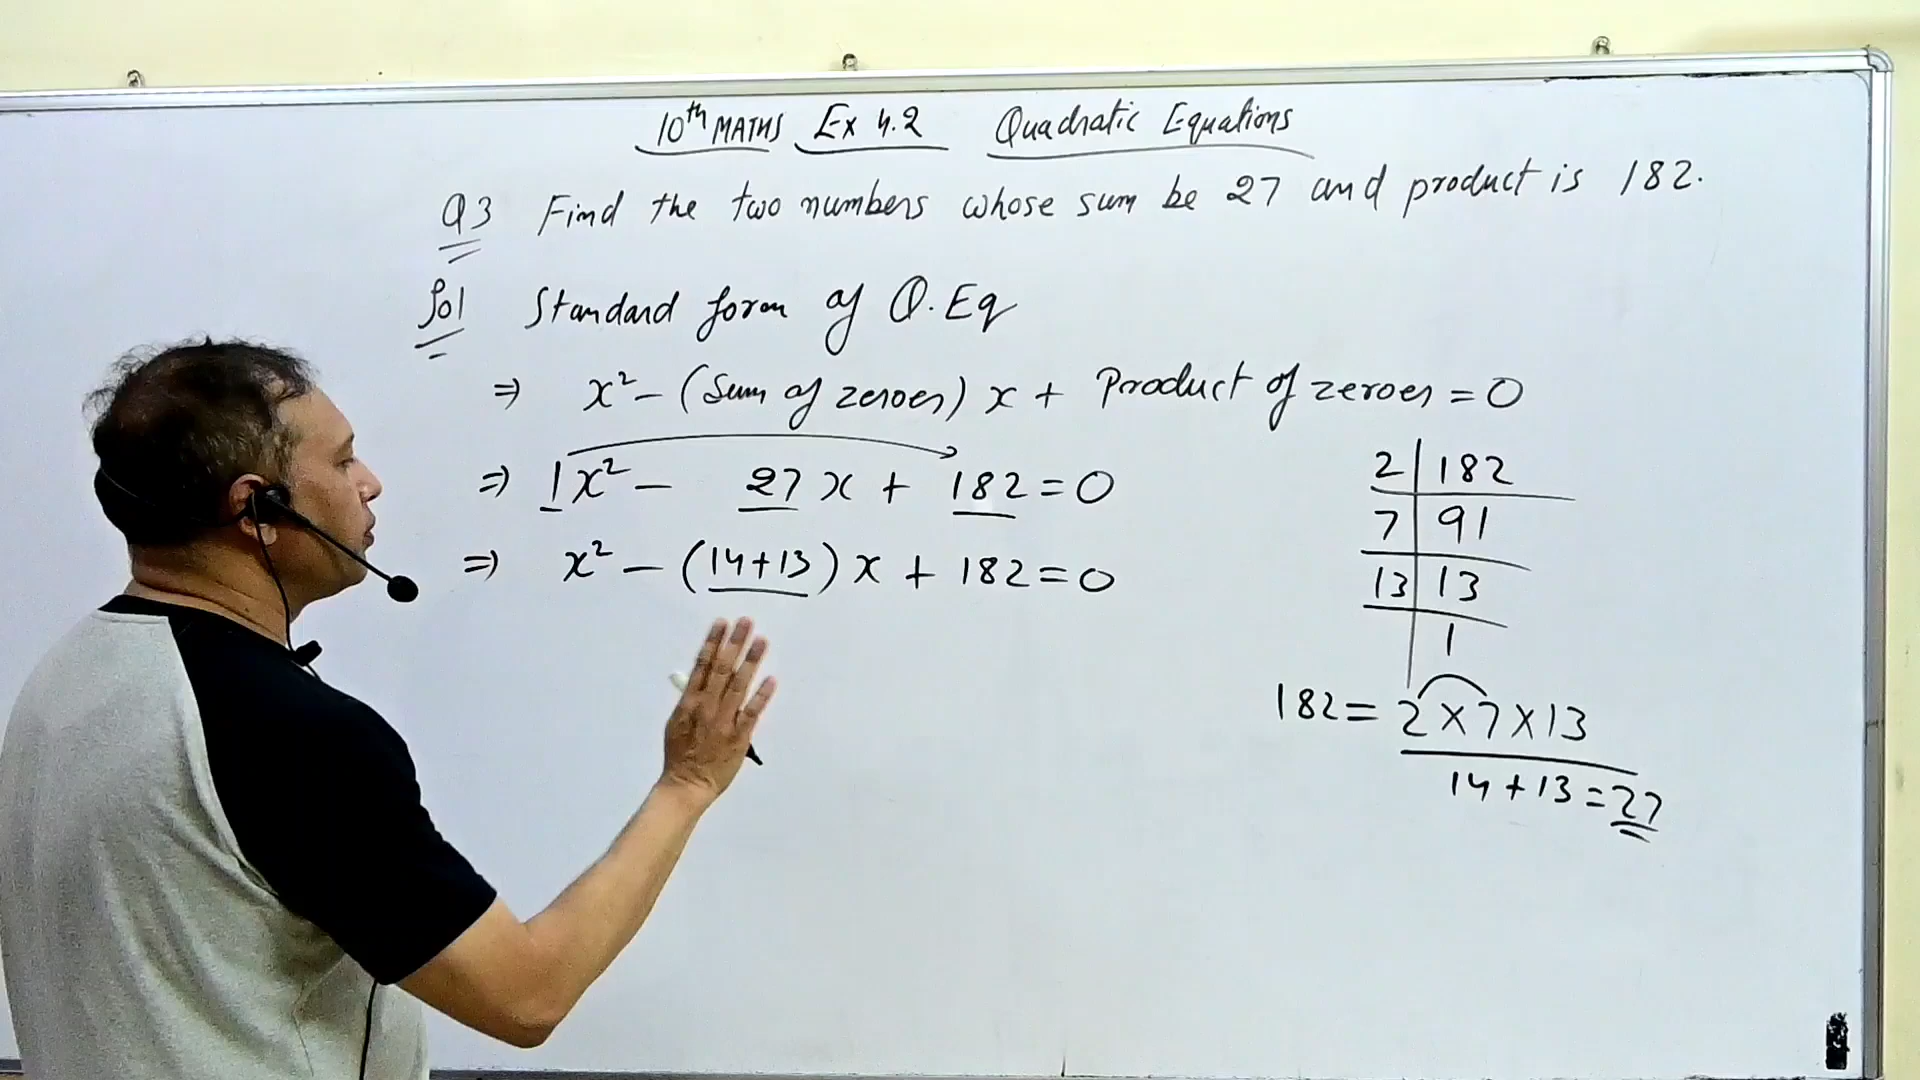 10th MATHS Ex 4.2 Quadratic Equations
Q3 Find the two numbers whose sum be 27 and product is 182.
Sol Standard form of Q.Eq
⇒ x² - (Sum of zeroes) x + Product of zeroes = 0
⇒ 1x² - 27x + 182 = 0
⇒ x² - (14+13)x + 182 = 0
2 | 182
7 | 91
13 | 13
1
182 = 2 × 7 × 13
14 + 13 = 27